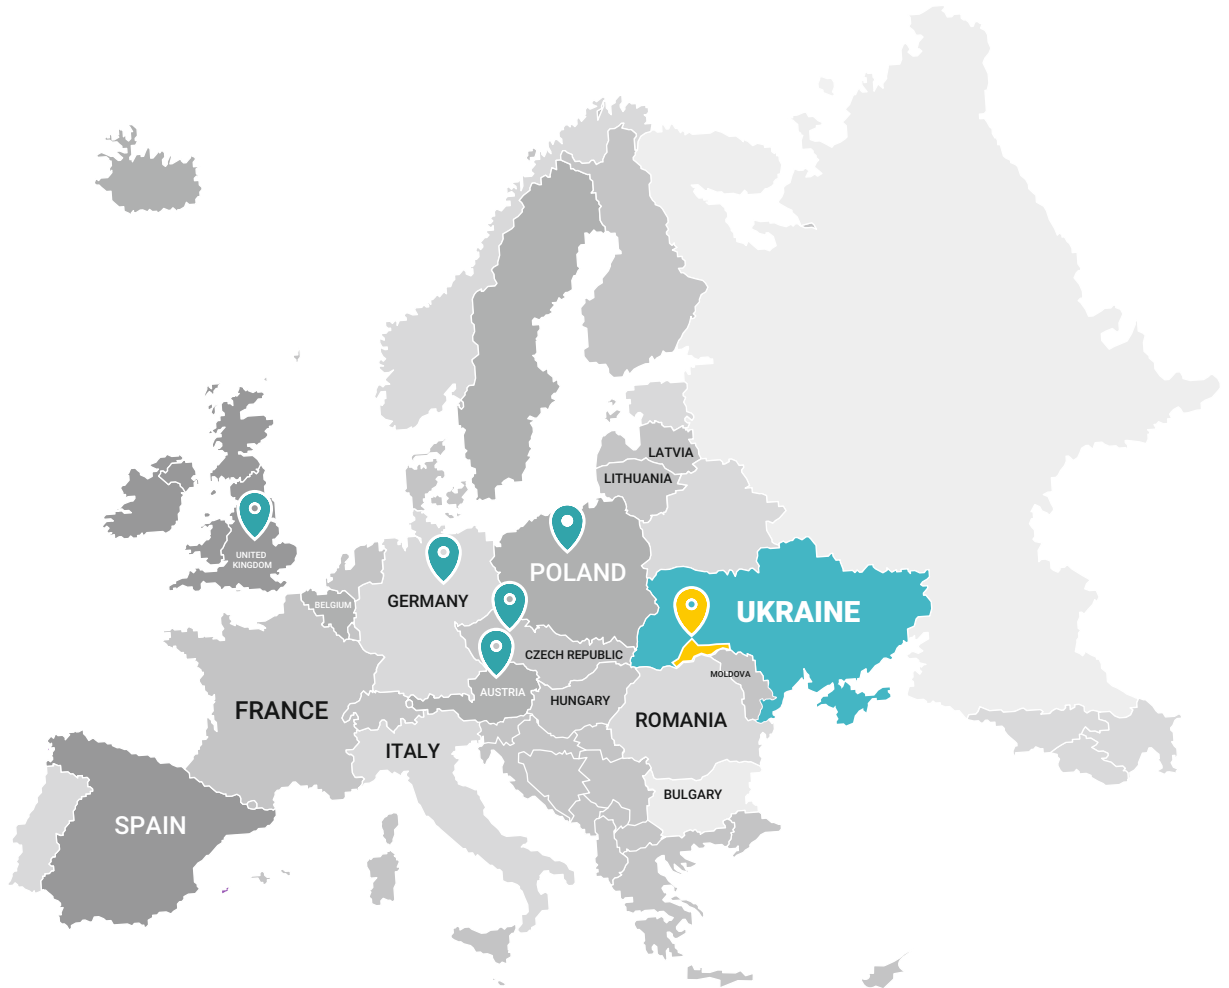 LATVIA
LITHUANIA
UNITED
KINGDOM
POLAND
BELGIUM
GERMANY
UKRAINE
CZECH REPUBLIC
MOLDOVA
AUSTRIA
HUNGARY
FRANCE
ROMANIA
ITALY
BULGARY
SPAIN